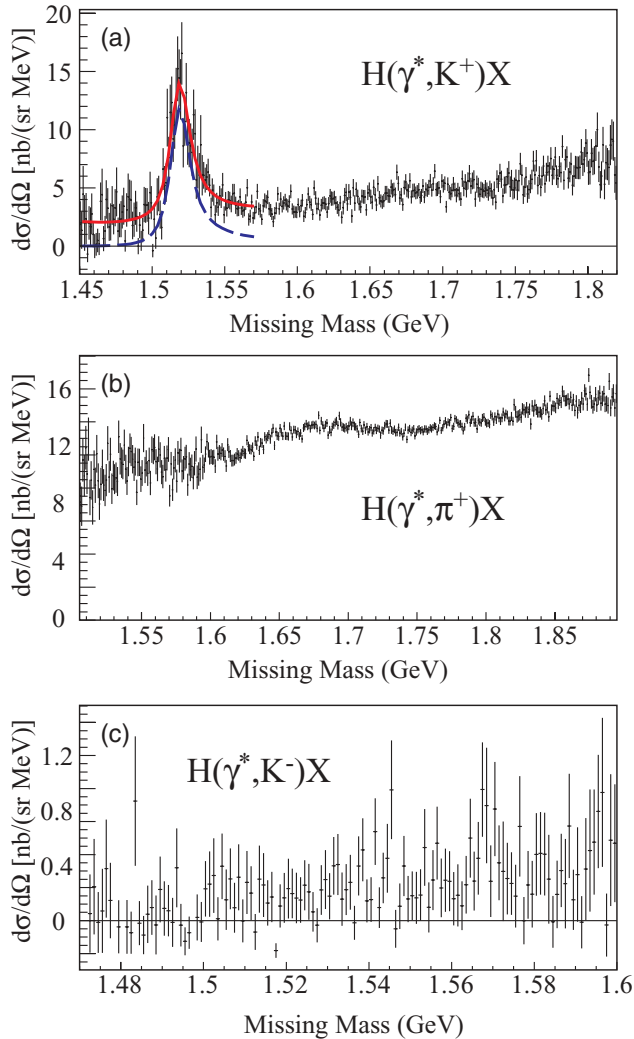 (a)
H(γ*,K+)X
dσ/dΩ [nb/(sr MeV)]
20
15
10
5
0
1.45 1.5 1.55 1.6 1.65 1.7 1.75 1.8
Missing Mass (GeV)
(b)
H(γ*,π+)X
dσ/dΩ [nb/(sr MeV)]
16
12
8
4
0
1.55 1.6 1.65 1.7 1.75 1.8 1.85
Missing Mass (GeV)
(c)
H(γ*,K-)X
dσ/dΩ [nb/(sr MeV)]
1.2
0.8
0.4
0
1.48 1.5 1.52 1.54 1.56 1.58 1.6
Missing Mass (GeV)